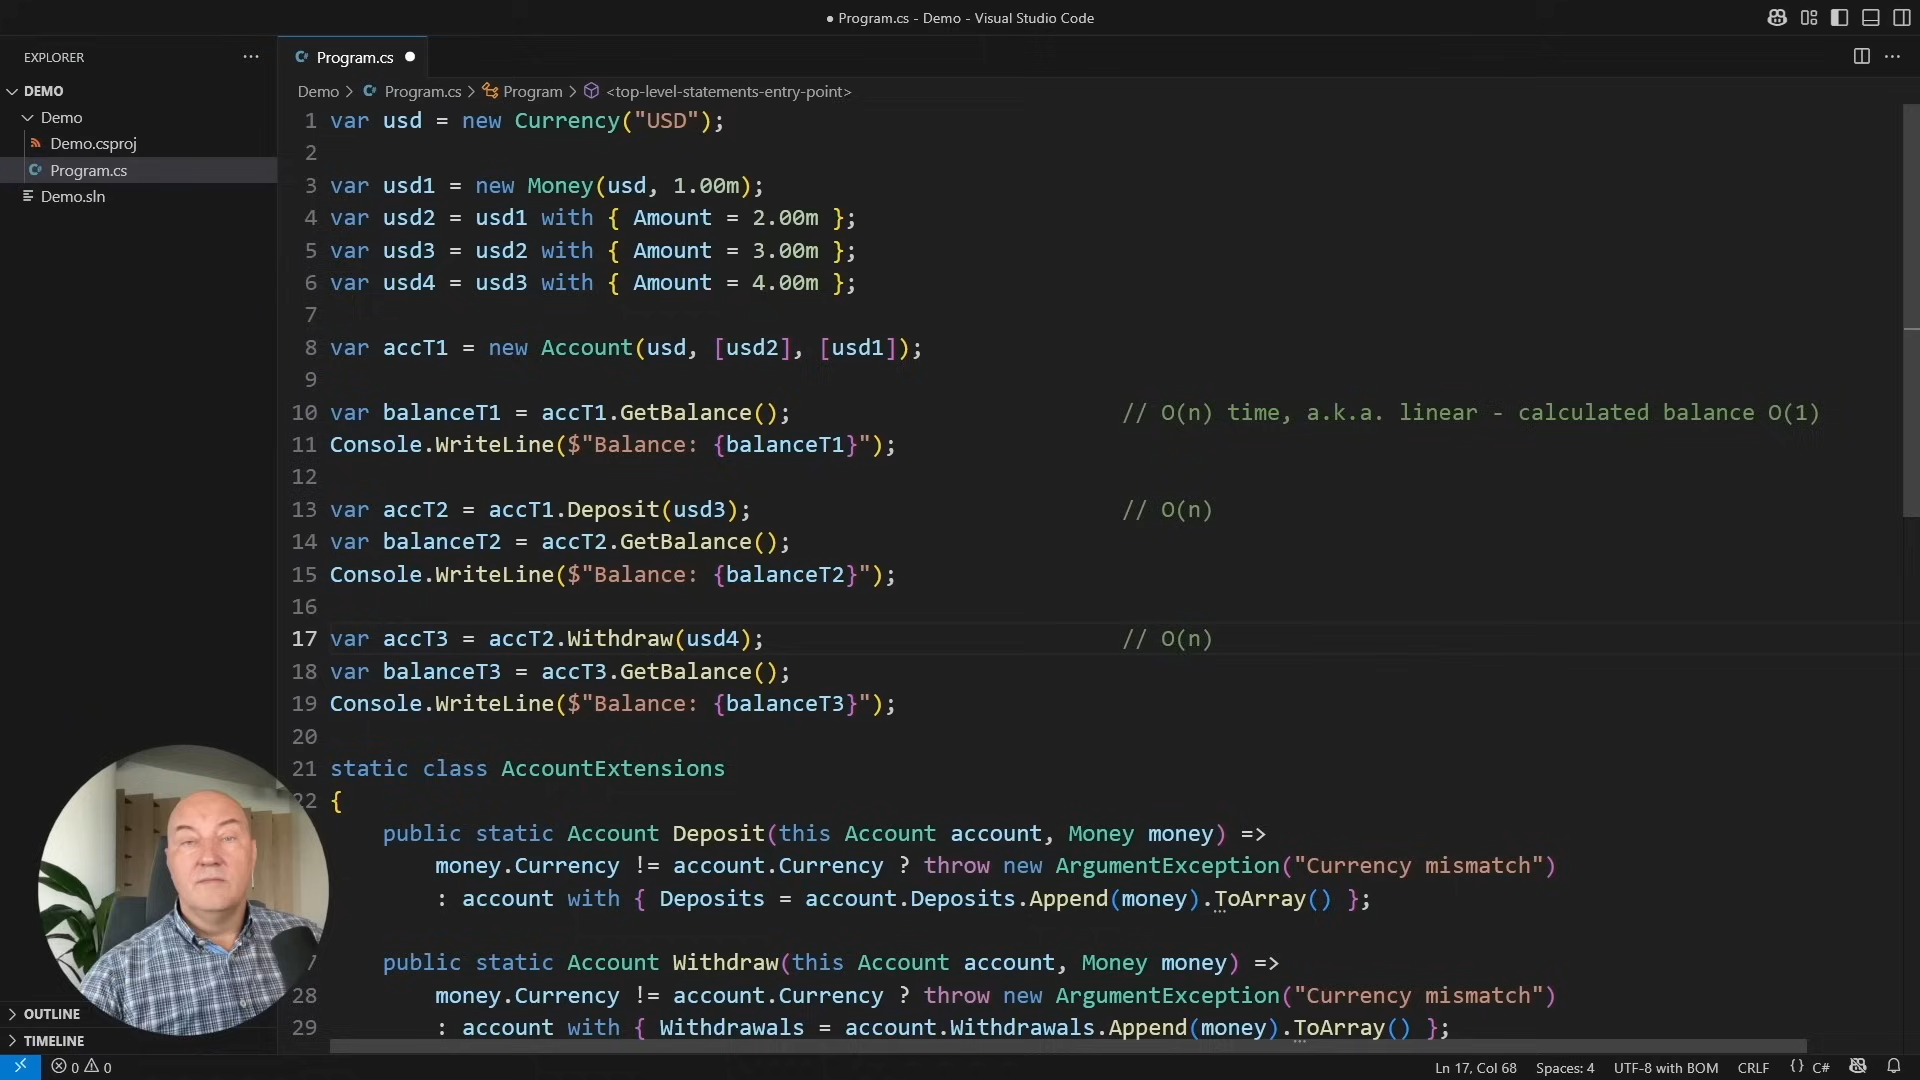 ● Program.cs - Demo - Visual Studio Code
EXPLORER
DEMO
Demo
Demo.csproj
Program.cs
Demo.sln
OUTLINE
TIMELINE
Program.cs
Demo > Program.cs > Program > <top-level-statements-entry-point>
1 var usd = new Currency("USD");
2
3 var usd1 = new Money(usd, 1.00m);
4 var usd2 = usd1 with { Amount = 2.00m };
5 var usd3 = usd2 with { Amount = 3.00m };
6 var usd4 = usd3 with { Amount = 4.00m };
7
8 var accT1 = new Account(usd, [usd2], [usd1]);
9
10 var balanceT1 = accT1.GetBalance(); // O(n) time, a.k.a. linear - calculated balance O(1)
11 Console.WriteLine($"Balance: {balanceT1}");
12
13 var accT2 = accT1.Deposit(usd3); // O(n)
14 var balanceT2 = accT2.GetBalance();
15 Console.WriteLine($"Balance: {balanceT2}");
16
17 var accT3 = accT2.Withdraw(usd4); // O(n)
18 var balanceT3 = accT3.GetBalance();
19 Console.WriteLine($"Balance: {balanceT3}");
20
21 static class AccountExtensions
22 {
public static Account Deposit(this Account account, Money money) =>
money.Currency != account.Currency ? throw new ArgumentException("Currency mismatch")
: account with { Deposits = account.Deposits.Append(money).ToArray() };
7 public static Account Withdraw(this Account account, Money money) =>
28 money.Currency != account.Currency ? throw new ArgumentException("Currency mismatch")
29 : account with { Withdrawals = account.Withdrawals.Append(money).ToArray() };
0 0
Ln 17, Col 68 Spaces: 4 UTF-8 with BOM CRLF {} C#